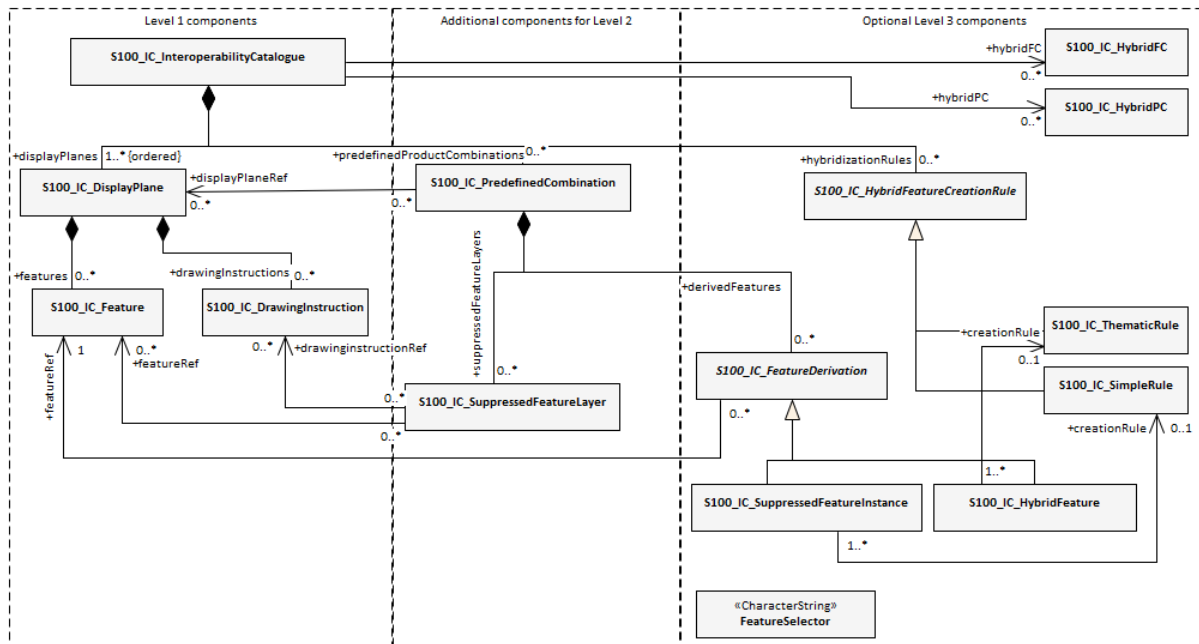 Level 1 components
Additional components for Level 2
Optional Level 3 components
S100_IC_InteroperabilityCatalogue
+hybridFC
0..*
S100_IC_HybridFC
+hybridPC
0..*
S100_IC_HybridPC
+displayPlanes
1..* {ordered}
+predefinedProductCombinations
0..*
+hybridizationRules
0..*
S100_IC_DisplayPlane
+displayPlaneRef
0..*
0..*
S100_IC_PredefinedCombination
S100_IC_HybridFeatureCreationRule
+features
0..*
+drawingInstructions
0..*
+suppressedFeatureLayers
0..*
+derivedFeatures
0..*
S100_IC_Feature
S100_IC_DrawingInstruction
+featureRef
1
0..*
+featureRef
0..*
+drawinginstructionRef
+creationRule
0..1
S100_IC_ThematicRule
S100_IC_FeatureDerivation
0..*
S100_IC_SimpleRule
+creationRule
0..1
0..*
S100_IC_SuppressedFeatureLayer
0..*
1..*
S100_IC_SuppressedFeatureInstance
S100_IC_HybridFeature
1..*
«CharacterString»
FeatureSelector